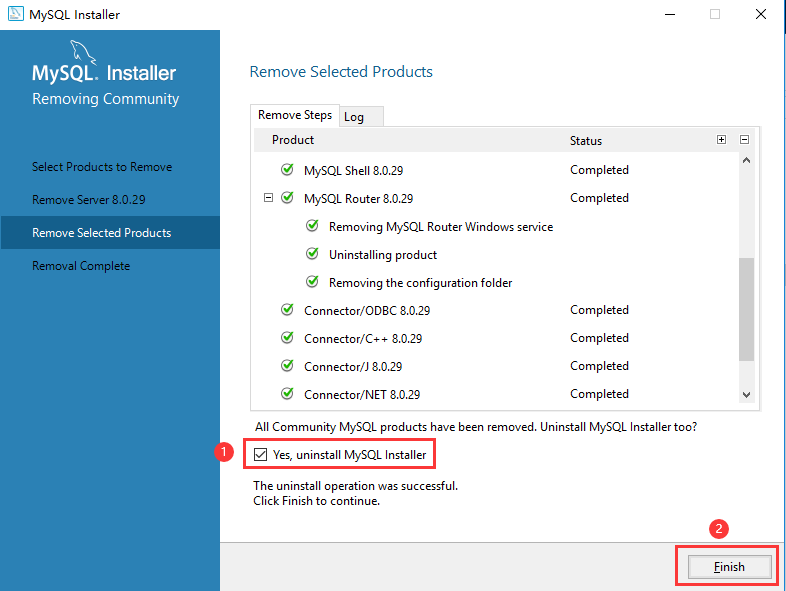 MySQL Installer
MySQL. Installer
Removing Community
Select Products to Remove
Remove Server 8.0.29
Remove Selected Products
Removal Complete
Remove Selected Products
Remove Steps Log
Product Status
MySQL Shell 8.0.29 Completed
MySQL Router 8.0.29 Completed
Removing MySQL Router Windows service
Uninstalling product
Removing the configuration folder
Connector/ODBC 8.0.29 Completed
Connector/C++ 8.0.29 Completed
Connector/J 8.0.29 Completed
Connector/NET 8.0.29 Completed
All Community MySQL products have been removed. Uninstall MySQL Installer too?
1 Yes, uninstall MySQL Installer
The uninstall operation was successful.
Click Finish to continue.
2
Finish